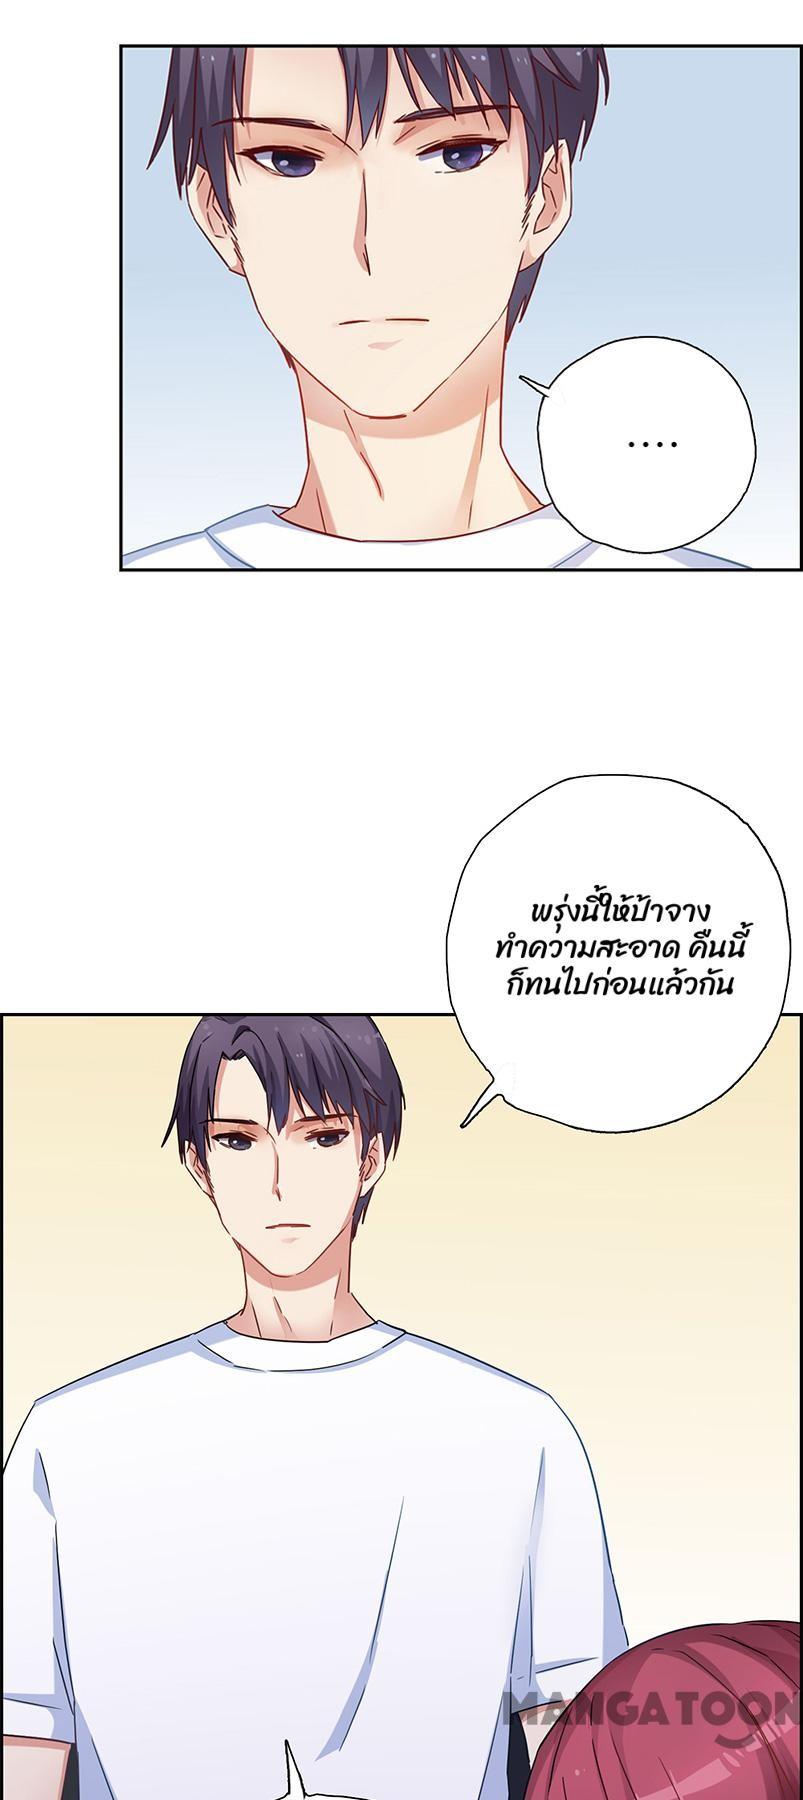 ....
พรุ่งนี้ให้ป้าจาง
ทำความสะอาด คืนนี้
ก็ทนไปก่อนแล้วกัน
MANGATOON